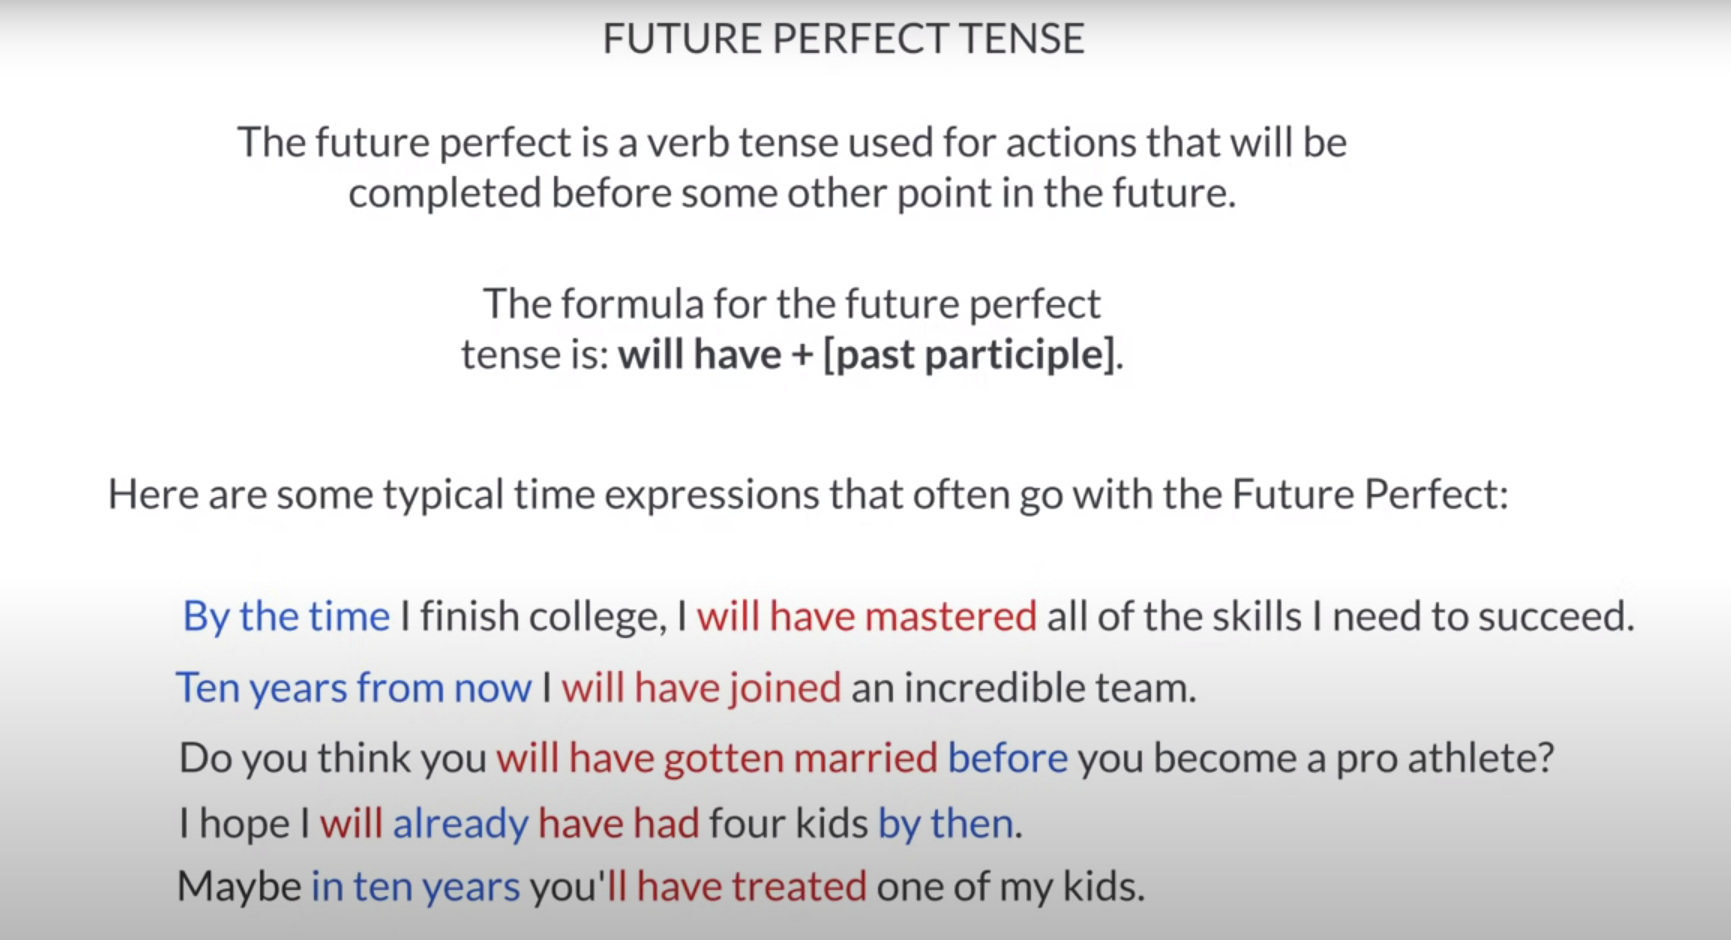 FUTURE PERFECT TENSE
The future perfect is a verb tense used for actions that will be
completed before some other point in the future.
The formula for the future perfect
tense is: will have + [past participle].
Here are some typical time expressions that often go with the Future Perfect:
By the time I finish college, I will have mastered all of the skills I need to succeed.
Ten years from now I will have joined an incredible team.
Do you think you will have gotten married before you become a pro athlete?
I hope I will already have had four kids by then.
Maybe in ten years you'll have treated one of my kids.